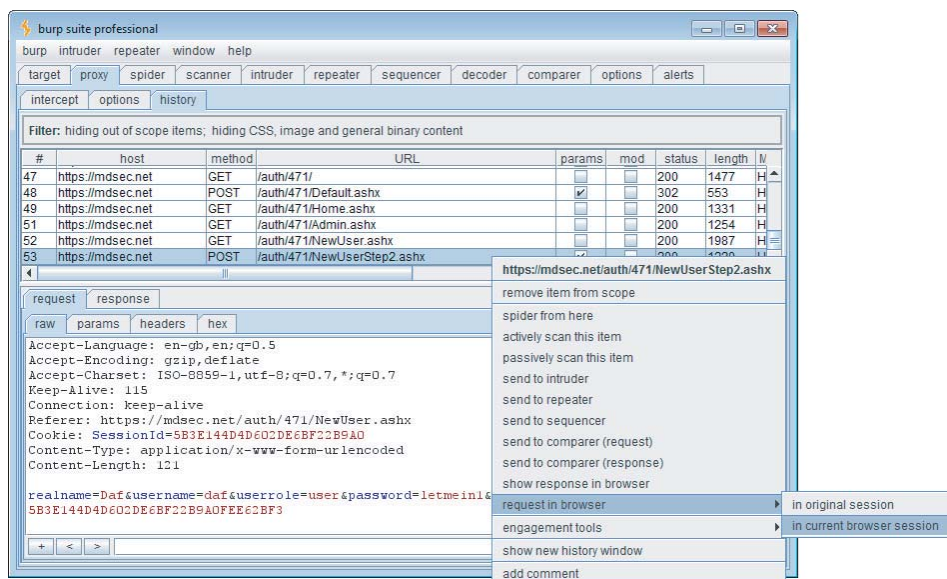 burp suite professional
burp intruder repeater window help
target proxy spider scanner intruder repeater sequencer decoder comparer options alerts
intercept options history
Filter: hiding out of scope items; hiding CSS, image and general binary content
# host method URL params mod status length M
47 https://mdsec.net GET /auth/471/ 200 1477 H
48 https://mdsec.net POST /auth/471/Default.ashx 302 553 H
49 https://mdsec.net GET /auth/471/Home.ashx 200 1331 H
51 https://mdsec.net GET /auth/471/Admin.ashx 200 1254 H
52 https://mdsec.net GET /auth/471/NewUser.ashx 200 1987 H
53 https://mdsec.net POST /auth/471/NewUserStep2.ashx
request response
raw params headers hex
Accept-Language: en-gb,en;q=0.5
Accept-Encoding: gzip,deflate
Accept-Charset: ISO-8859-1,utf-8;q=0.7,*;q=0.7
Keep-Alive: 115
Connection: keep-alive
Referer: https://mdsec.net/auth/471/NewUser.ashx
Cookie: SessionId=5B3E144D4D602DE6BF22B9A0
Content-Type: application/x-www-form-urlencoded
Content-Length: 121
realname=Daf&username=daf&userrole=user&password=letmein1&
5B3E144D4D602DE6BF22B9A0FEE62BF3
+ < >
https://mdsec.net/auth/471/NewUserStep2.ashx
remove item from scope
spider from here
actively scan this item
passively scan this item
send to intruder
send to repeater
send to sequencer
send to comparer (request)
send to comparer (response)
show response in browser
request in browser
in original session
in current browser session
engagement tools
show new history window
add comment